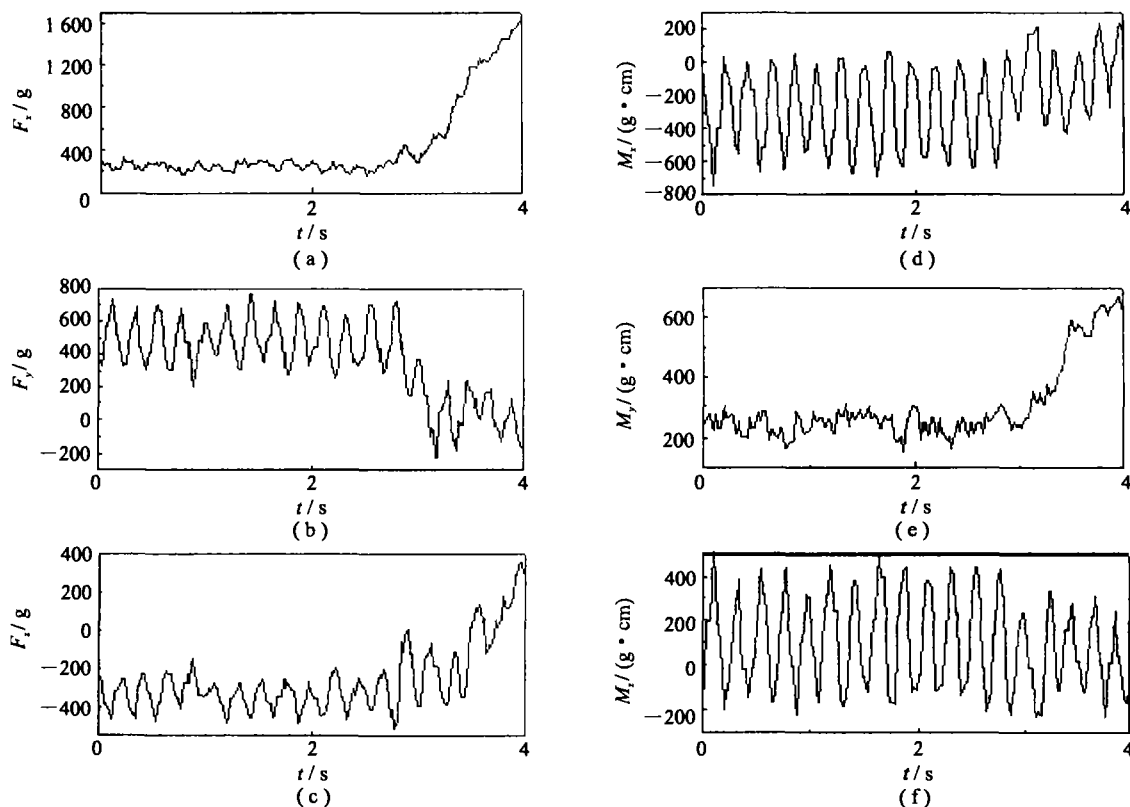 1 600
1 200
800
400
0
F_x / g
2 4
t / s
( a )
800
600
400
200
0
−200
F_y / g
0 2 4
t / s
( b )
400
200
0
−200
−400
F_z / g
0 2 4
t / s
( c )
200
0
−200
−400
−600
−800
M_x / (g • cm)
0 2 4
t / s
( d )
600
400
200
M_y / (g • cm)
0 2 4
t / s
( e )
400
200
0
−200
M_z / (g • cm)
0 2 4
t / s
( f )